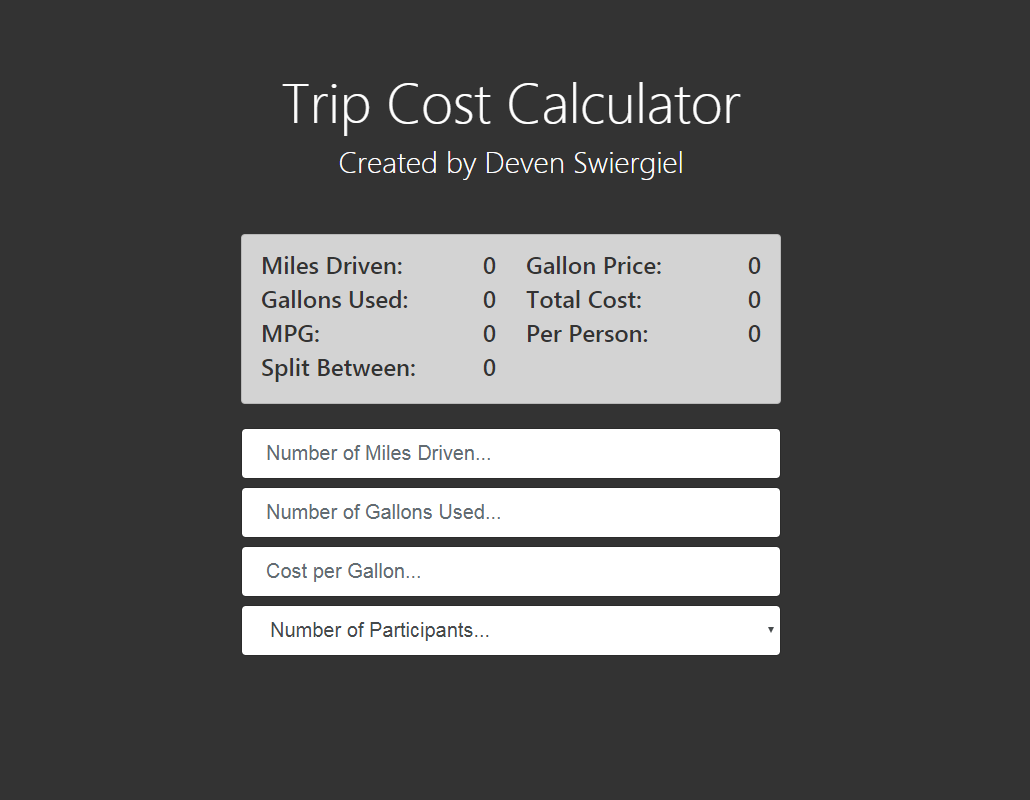 Trip Cost Calculator
Created by Deven Swiergiel
Miles Driven: 0 Gallon Price: 0
Gallons Used: 0 Total Cost: 0
MPG: 0 Per Person: 0
Split Between: 0
Number of Miles Driven...
Number of Gallons Used...
Cost per Gallon...
Number of Participants...